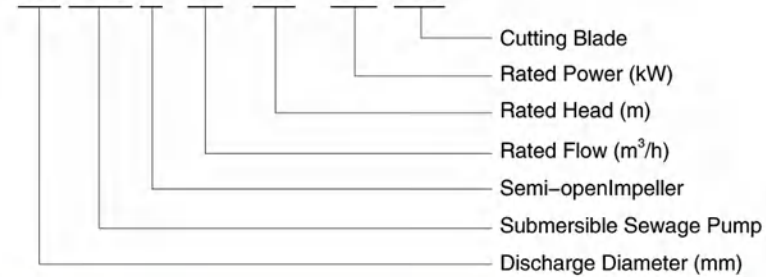 Cutting Blade
Rated Power (kW)
Rated Head (m)
Rated Flow (m³/h)
Semi-openImpeller
Submersible Sewage Pump
Discharge Diameter (mm)